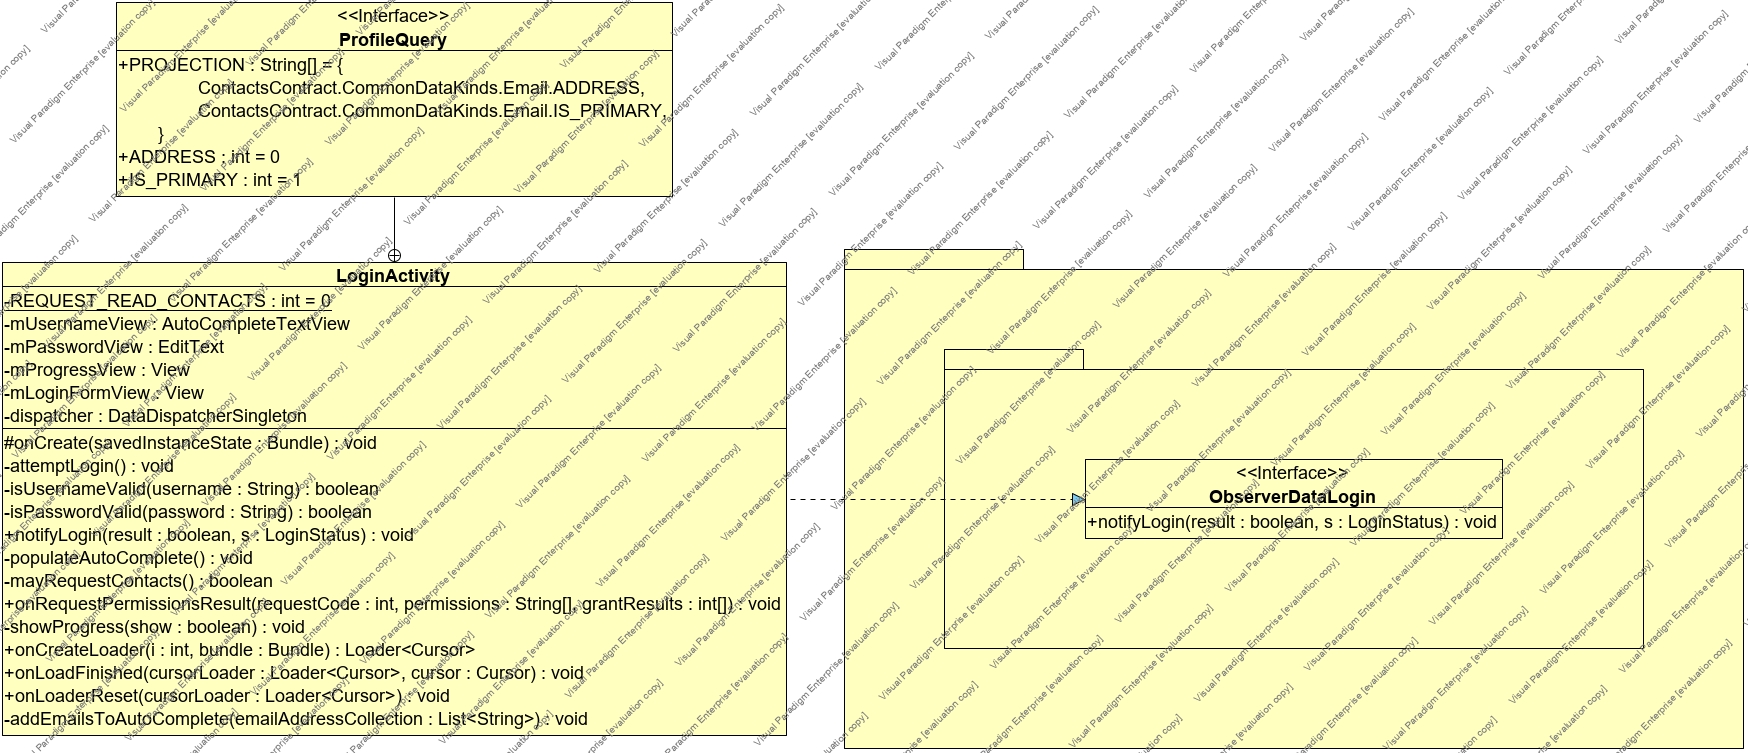 <<Interface>>
ProfileQuery
+PROJECTION : String[] = {
ContactsContract.CommonDataKinds.Email.ADDRESS,
ContactsContract.CommonDataKinds.Email.IS_PRIMARY,
}
+ADDRESS : int = 0
+IS_PRIMARY : int = 1
LoginActivity
-REQUEST_READ_CONTACTS : int = 0
-mUsernameView : AutoCompleteTextView
-mPasswordView : EditText
-mProgressView : View
-mLoginFormView : View
-dispatcher : DataDispatcherSingleton
#onCreate(savedInstanceState : Bundle) : void
-attemptLogin() : void
-isUsernameValid(username : String) : boolean
-isPasswordValid(password : String) : boolean
+notifyLogin(result : boolean, s : LoginStatus) : void
-populateAutoComplete() : void
-mayRequestContacts() : boolean
+onRequestPermissionsResult(requestCode : int, permissions : String[], grantResults : int[]) : void
-showProgress(show : boolean) : void
+onCreateLoader(i : int, bundle : Bundle) : Loader<Cursor>
+onLoadFinished(cursorLoader : Loader<Cursor>, cursor : Cursor) : void
+onLoaderReset(cursorLoader : Loader<Cursor>) : void
-addEmailsToAutoComplete(emailAddressCollection : List<String>) : void
<<Interface>>
ObserverDataLogin
+notifyLogin(result : boolean, s : LoginStatus) : void
Visual Paradigm Enterprise [evaluation copy]